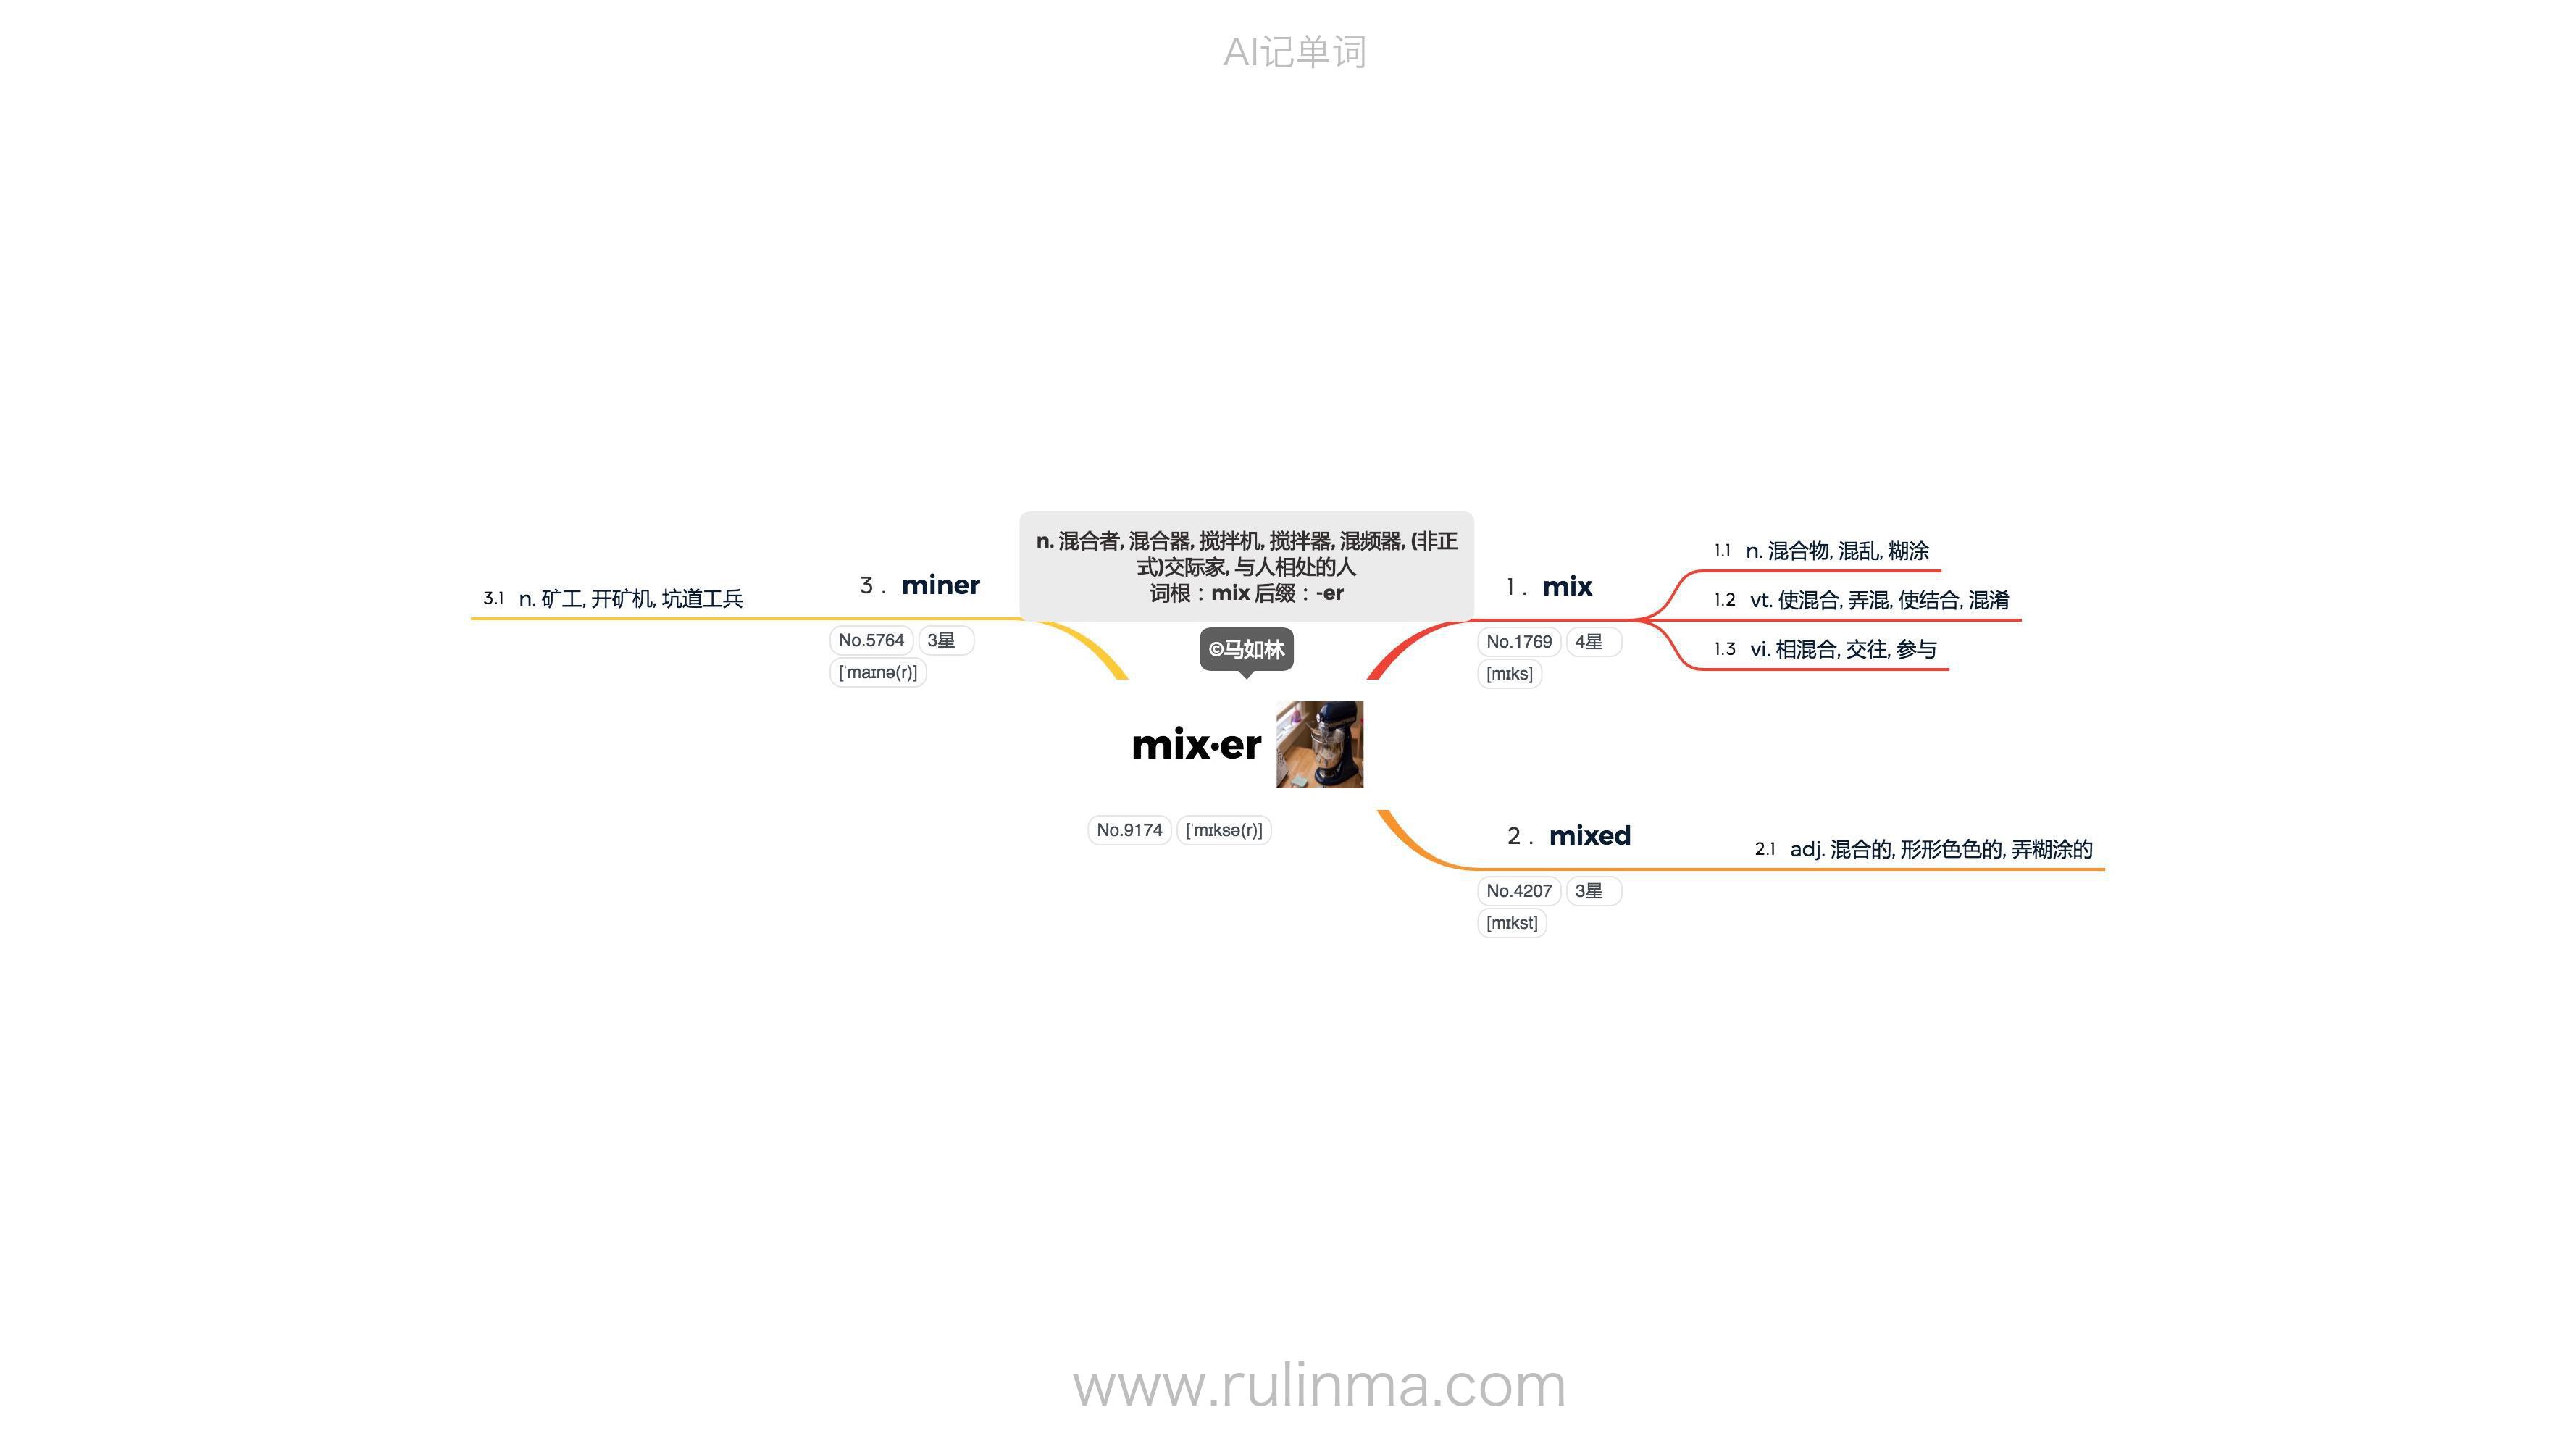 AI记单词
n. 混合者, 混合器, 搅拌机, 搅拌器, 混频器, (非正
式)交际家, 与人相处的人
词根：mix 后缀：-er
©马如林
mix·er
No.9174 [ˈmɪksə(r)]
1. mix
No.1769 4星
[mɪks]
1.1 n. 混合物, 混乱, 糊涂
1.2 vt. 使混合, 弄混, 使结合, 混淆
1.3 vi. 相混合, 交往, 参与
2. mixed
No.4207 3星
[mɪkst]
2.1 adj. 混合的, 形形色色的, 弄糊涂的
3. miner
No.5764 3星
[ˈmaɪnə(r)]
3.1 n. 矿工, 开矿机, 坑道工兵
www.rulinma.com